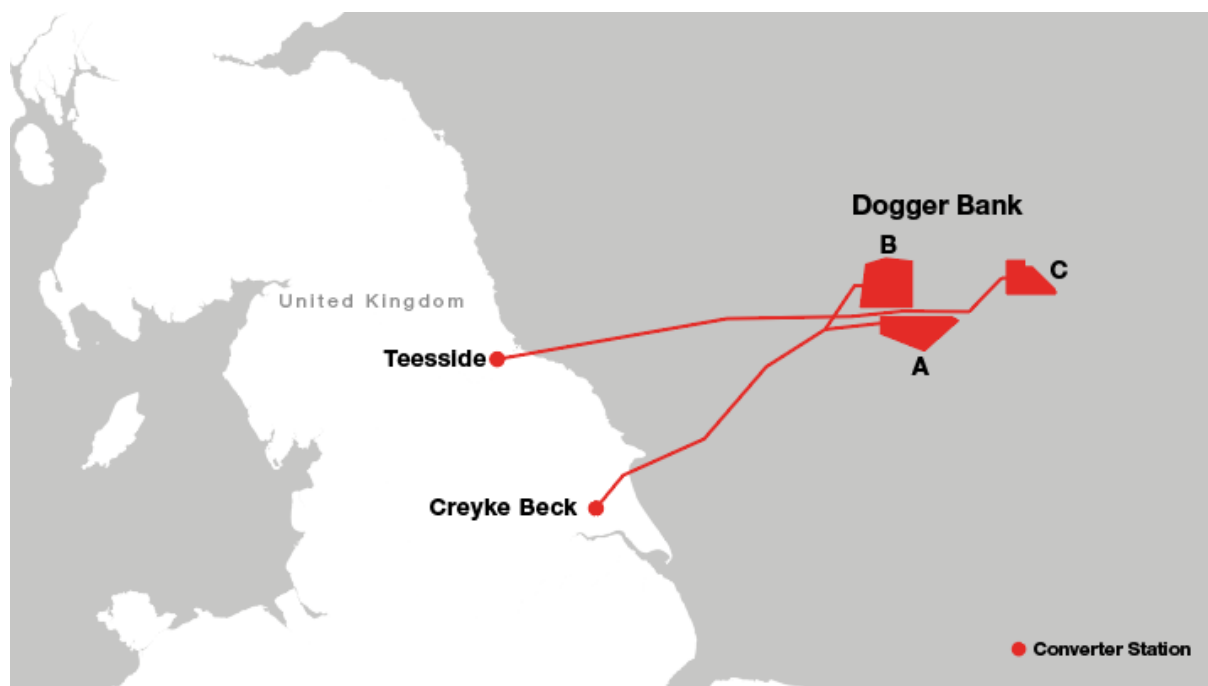 Dogger Bank
B
C
United Kingdom
Teesside
A
Creyke Beck
Converter Station